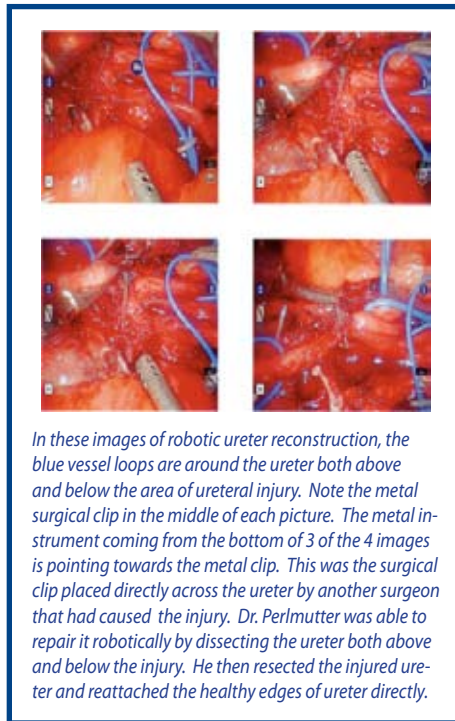 In these images of robotic ureter reconstruction, the
blue vessel loops are around the ureter both above
and below the area of ureteral injury.  Note the metal
surgical clip in the middle of each picture.  The metal in-
strument coming from the bottom of 3 of the 4 images
is pointing towards the metal clip.  This was the surgical
clip placed directly across the ureter by another surgeon
that had caused  the injury.  Dr. Perlmutter was able to
repair it robotically by dissecting the ureter both above
and below the injury.  He then resected the injured ure-
ter and reattached the healthy edges of ureter directly.